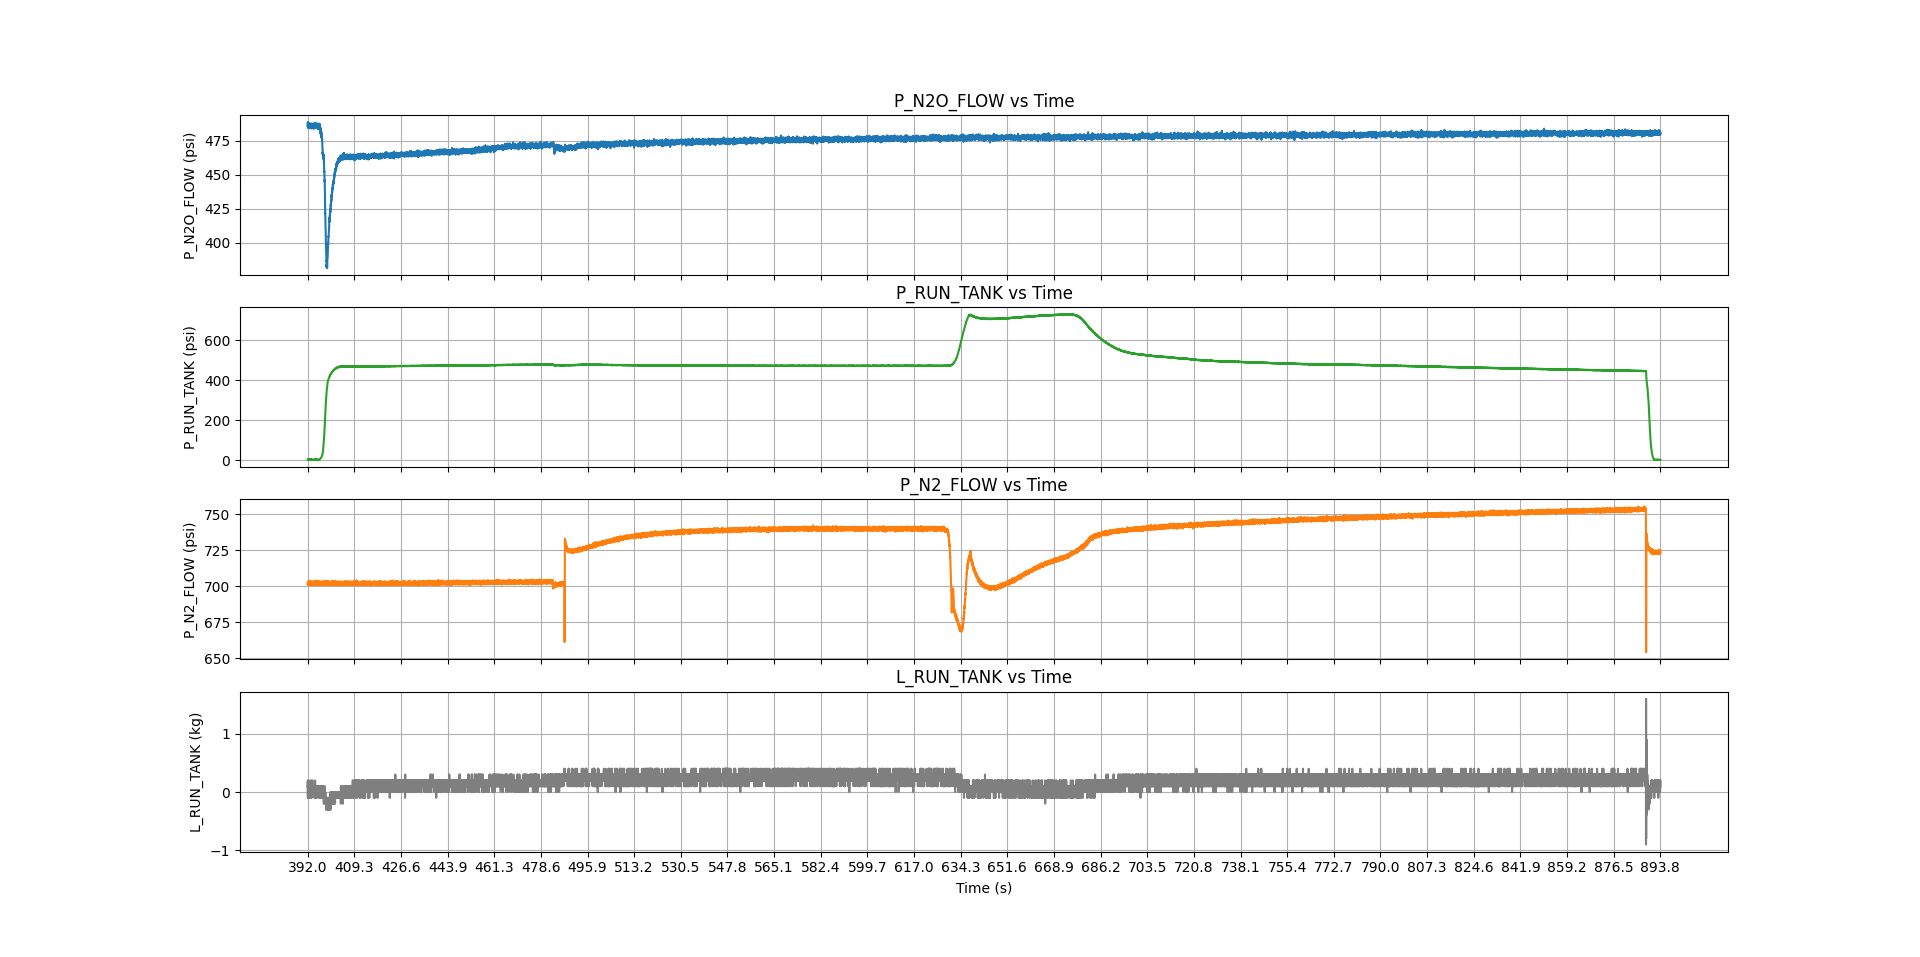 P_N2O_FLOW vs Time
P_N2O_FLOW (psi)
475
450
425
400
P_RUN_TANK vs Time
P_RUN_TANK (psi)
600
400
200
0
P_N2_FLOW vs Time
P_N2_FLOW (psi)
750
725
700
675
650
L_RUN_TANK vs Time
L_RUN_TANK (kg)
1
0
−1
392.0 409.3 426.6 443.9 461.3 478.6 495.9 513.2 530.5 547.8 565.1 582.4 599.7 617.0 634.3 651.6 668.9 686.2 703.5 720.8 738.1 755.4 772.7 790.0 807.3 824.6 841.9 859.2 876.5 893.8
Time (s)